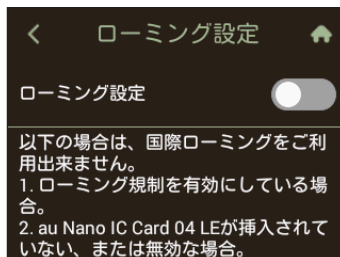 ローミング設定
ローミング設定
以下の場合は、国際ローミングをご利
用出来ません。
1. ローミング規制を有効にしている場
合。
2. au Nano IC Card 04 LEが挿入されて
いない、または無効な場合。